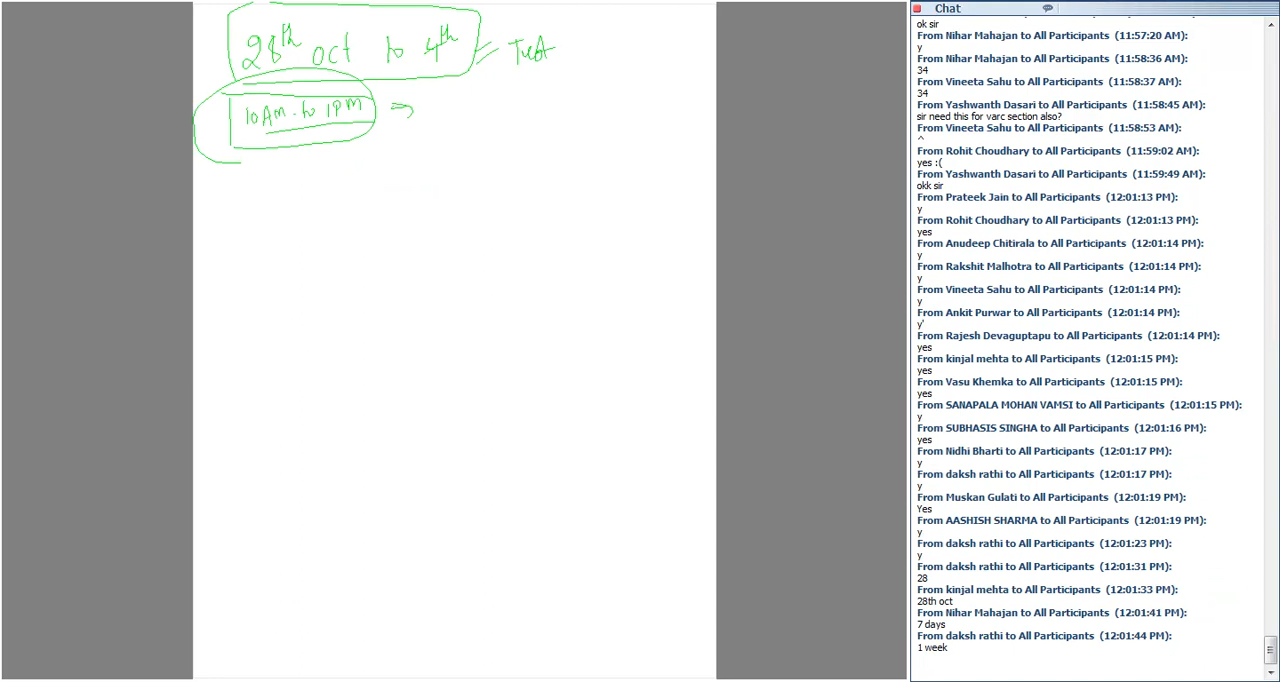 28th oct to 4th = Test
10AM. to 1PM →
Chat
ok sir
From Nihar Mahajan to All Participants (11:57:20 AM):
y
From Nihar Mahajan to All Participants (11:58:36 AM):
34
From Vineeta Sahu to All Participants (11:58:37 AM):
34
From Yashwanth Dasari to All Participants (11:58:45 AM):
sir need this for varc section also?
From Vineeta Sahu to All Participants (11:58:53 AM):
^
From Rohit Choudhary to All Participants (11:59:02 AM):
yes :(
From Yashwanth Dasari to All Participants (11:59:49 AM):
okk sir
From Prateek Jain to All Participants (12:01:13 PM):
y
From Rohit Choudhary to All Participants (12:01:13 PM):
yes
From Anudeep Chitirala to All Participants (12:01:14 PM):
y
From Rakshit Malhotra to All Participants (12:01:14 PM):
y
From Vineeta Sahu to All Participants (12:01:14 PM):
y
From Ankit Purwar to All Participants (12:01:14 PM):
y'
From Rajesh Devaguptapu to All Participants (12:01:14 PM):
yes
From kinjal mehta to All Participants (12:01:15 PM):
yes
From Vasu Khemka to All Participants (12:01:15 PM):
yes
From SANAPALA MOHAN VAMSI to All Participants (12:01:15 PM):
y
From SUBHASIS SINGHA to All Participants (12:01:16 PM):
yes
From Nidhi Bharti to All Participants (12:01:17 PM):
y
From daksh rathi to All Participants (12:01:17 PM):
y
From Muskan Gulati to All Participants (12:01:19 PM):
Yes
From AASHISH SHARMA to All Participants (12:01:19 PM):
y
From daksh rathi to All Participants (12:01:23 PM):
y
From daksh rathi to All Participants (12:01:31 PM):
28
From kinjal mehta to All Participants (12:01:33 PM):
28th oct
From Nihar Mahajan to All Participants (12:01:41 PM):
7 days
From daksh rathi to All Participants (12:01:44 PM):
1 week